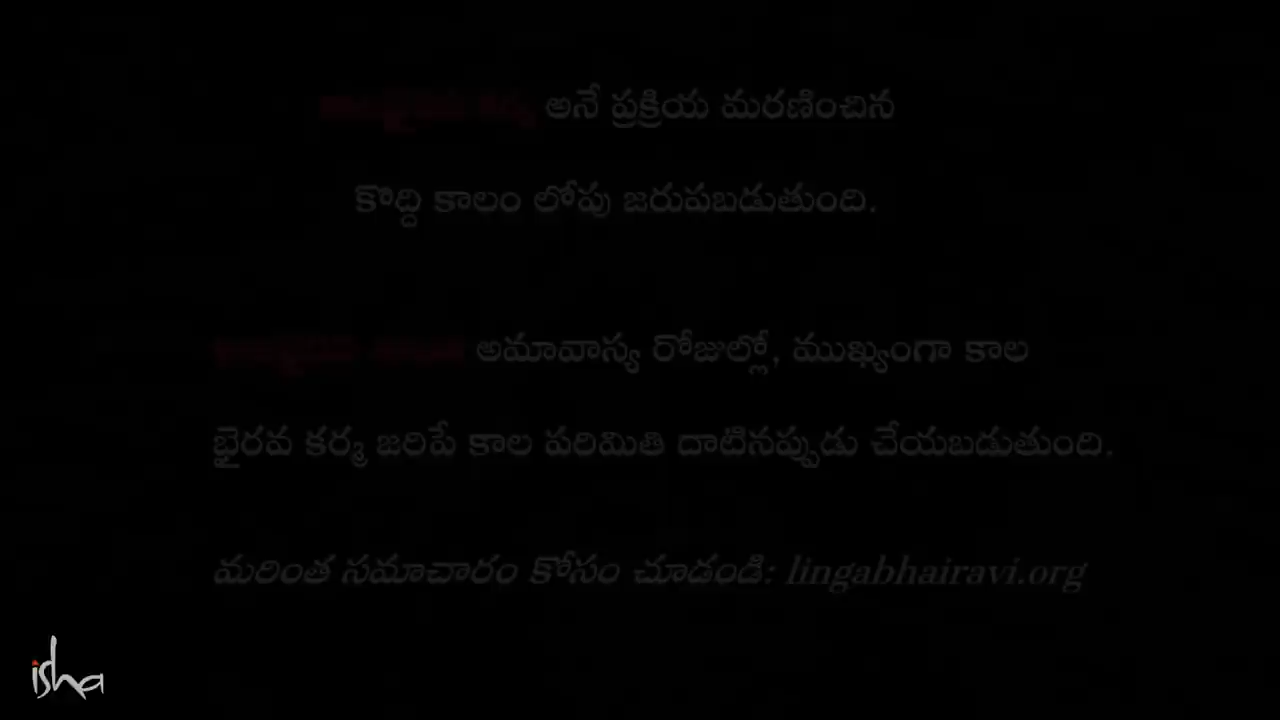 అనే ప్రక్రియ మరణించిన
కొద్ది కాలం లోపు జరుపబడుతుంది.
అమావాస్య రోజుల్లో, ముఖ్యంగా కాల
భైరవ కర్మ జరిపే కాల పరిమితి దాటినప్పుడు చేయబడుతుంది.
మరింత సమాచారం కోసం చూడండి: lingabhairavi.org
isha